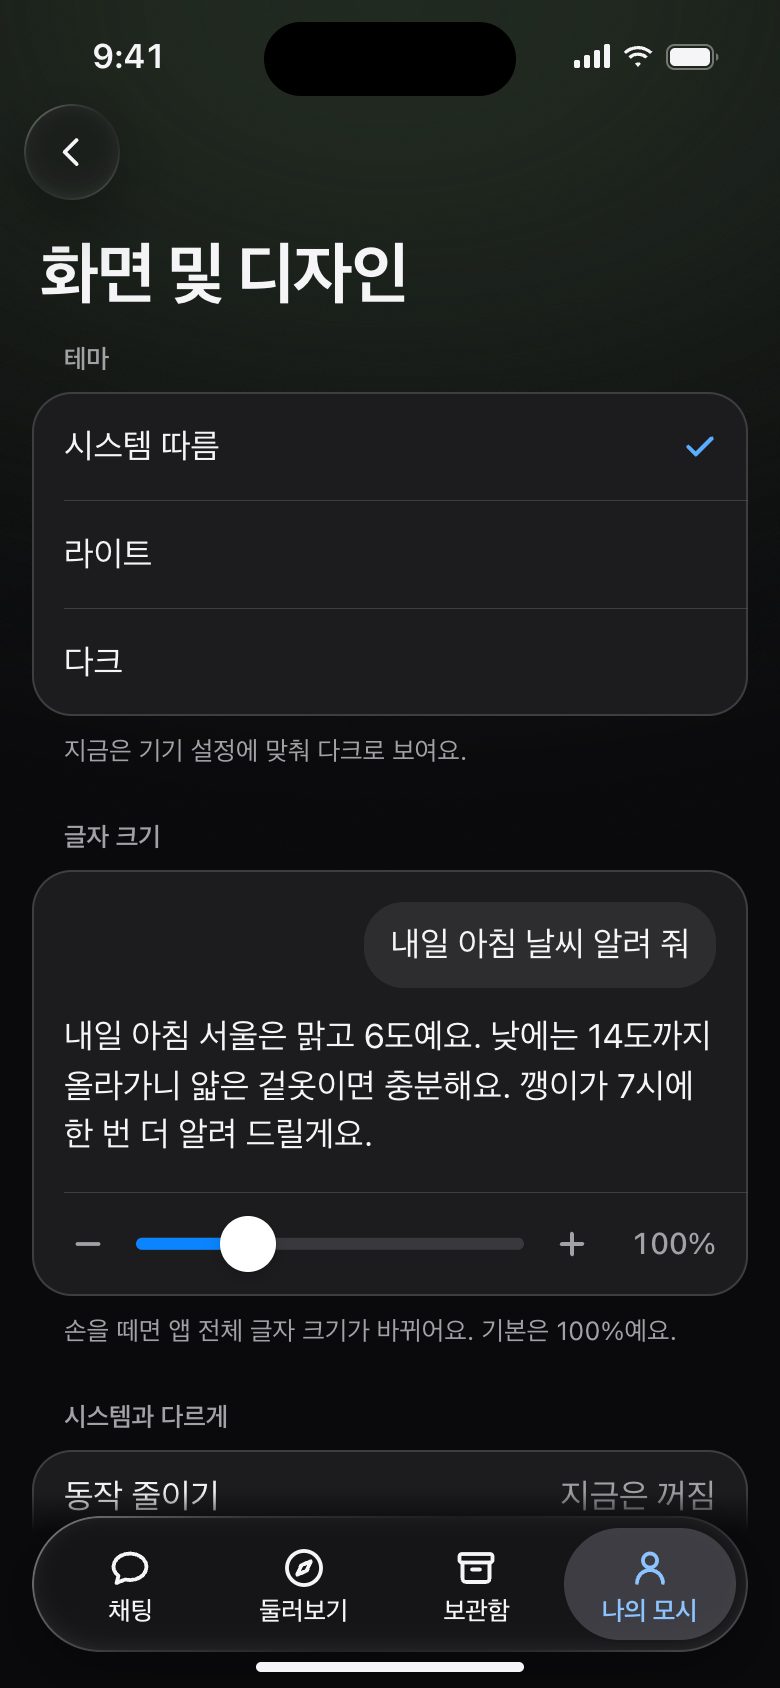 9:41
화면 및 디자인
테마
시스템 따름
라이트
다크
지금은 기기 설정에 맞춰 다크로 보여요.
글자 크기
내일 아침 날씨 알려 줘
내일 아침 서울은 맑고 6도예요. 낮에는 14도까지
올라가니 얇은 겉옷이면 충분해요. 깽이가 7시에
한 번 더 알려 드릴게요.
100%
손을 떼면 앱 전체 글자 크기가 바뀌어요. 기본은 100%예요.
시스템과 다르게
동작 줄이기 지금은 꺼짐
채팅 둘러보기 보관함 나의 모시